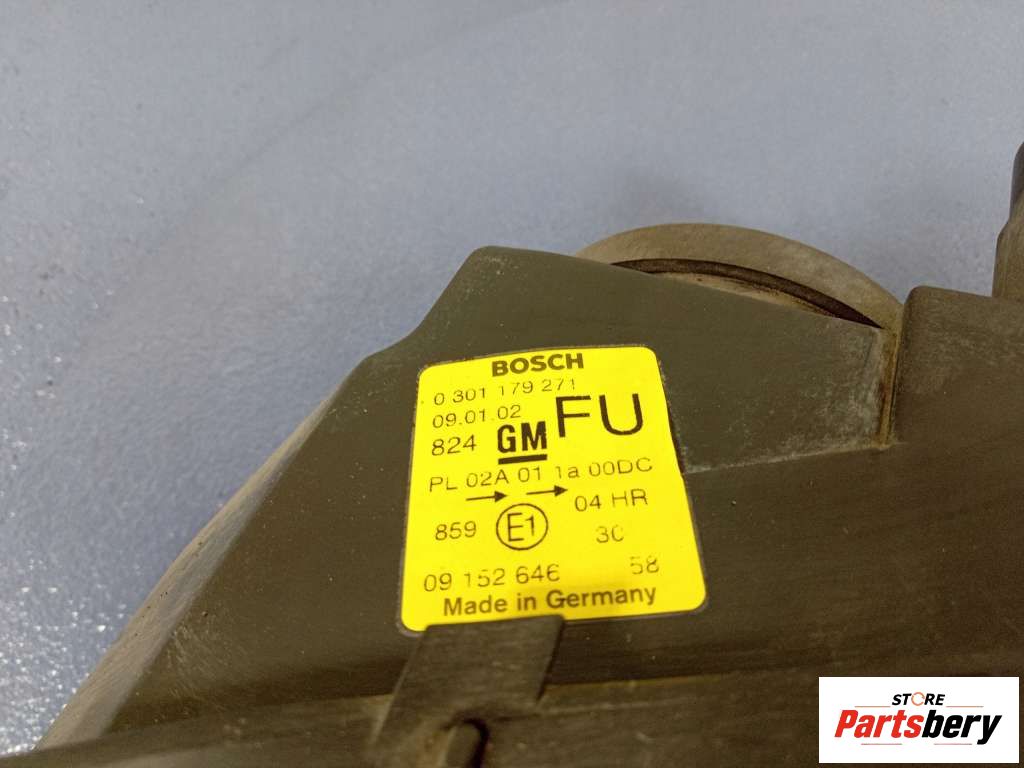 BOSCH
0 301 179 271
09.01.02
824 GM FU
PL 02A 01 1a 00DC
→ → 04 HR
859 E1 30
09 152 646 58
Made in Germany
STORE
Partsbery